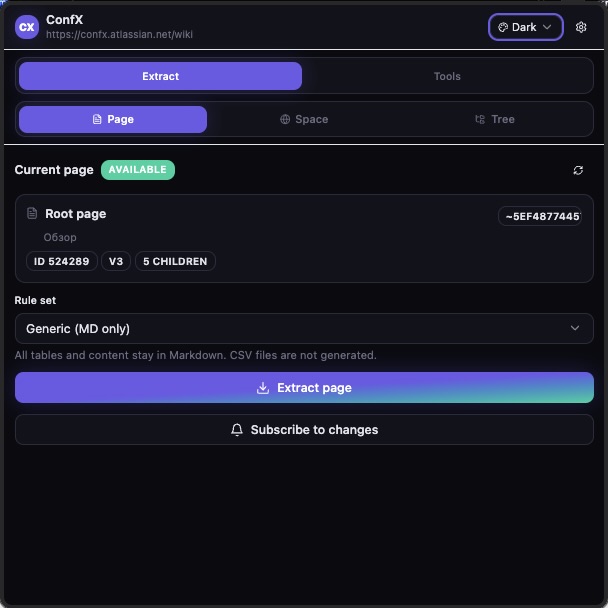 CX
ConfX
https://confx.atlassian.net/wiki
Dark
Extract
Tools
Page
Space
Tree
Current page
AVAILABLE
Root page
~5EF4877445
Обзор
ID 524289
V3
5 CHILDREN
Rule set
Generic (MD only)
All tables and content stay in Markdown. CSV files are not generated.
Extract page
Subscribe to changes